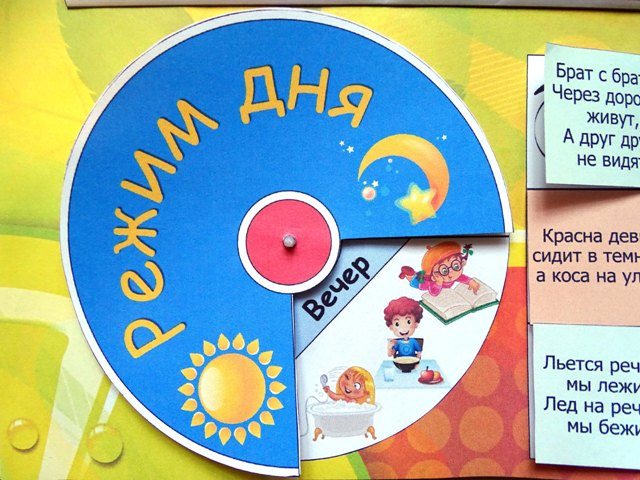 Режим дня
Вечер
Брат с
Через
живут,
А друг
не
Красна
сидит в
а коса на
Льется
мы
Лед на
мы